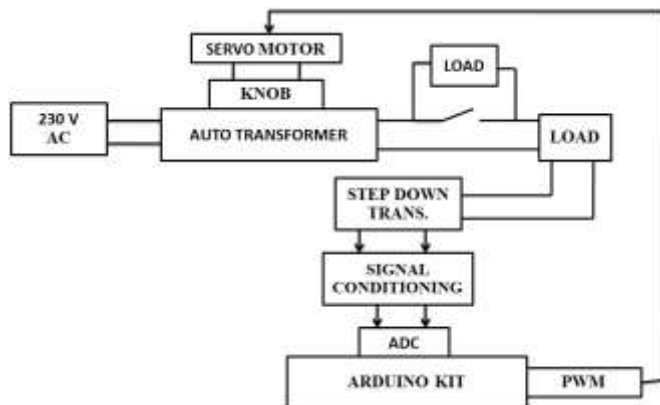 SERVO MOTOR
KNOB
LOAD
230 V
AC
AUTO TRANSFORMER
LOAD
STEP DOWN
TRANS.
SIGNAL
CONDITIONING
ADC
ARDUINO KIT
PWM